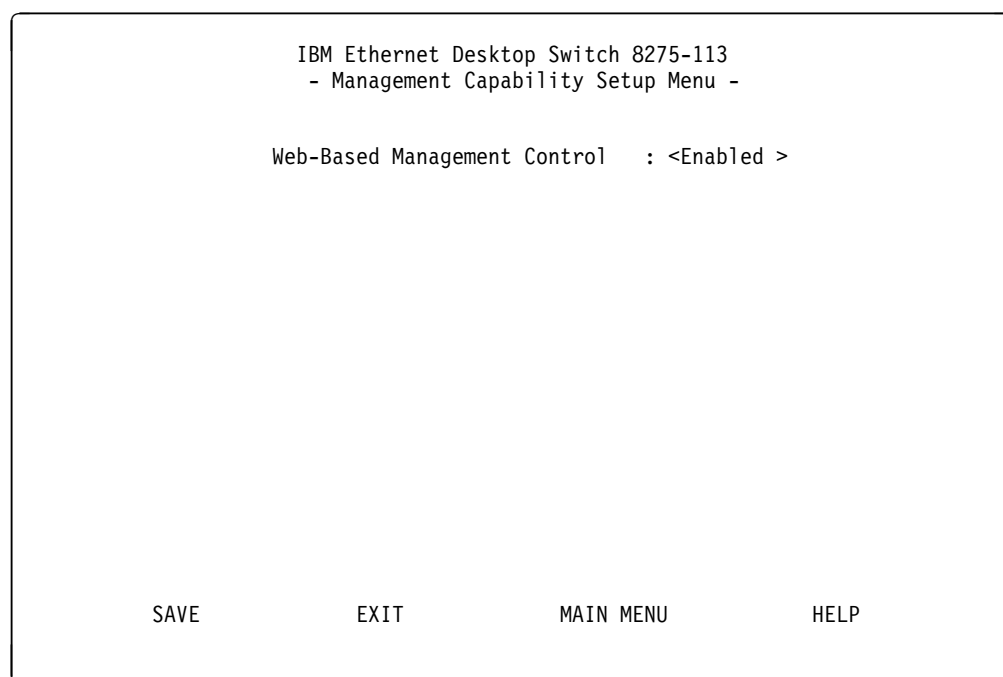 IBM Ethernet Desktop Switch 8275-113
- Management Capability Setup Menu -
Web-Based Management Control : <Enabled >
SAVE EXIT MAIN MENU HELP